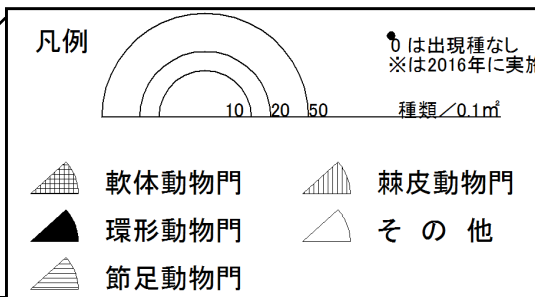 凡例
0 は出現種なし
※は2016年に実施
10 20 50 種類／0.1㎡
軟体動物門 棘皮動物門
環形動物門 その他
節足動物門